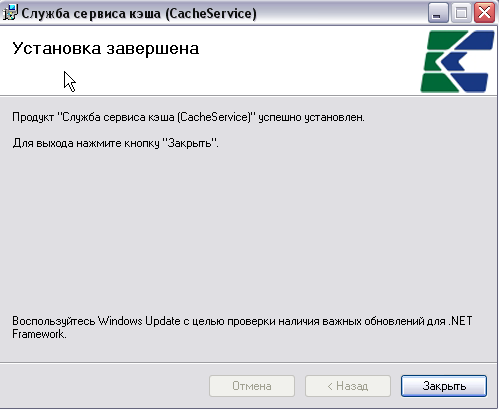 Служба сервиса кэша (CacheService)
Установка завершена
Продукт "Служба сервиса кэша (CacheService)" успешно установлен.
Для выхода нажмите кнопку "Закрыть".
Воспользуйтесь Windows Update с целью проверки наличия важных обновлений для .NET
Framework.
Отмена < Назад Закрыть